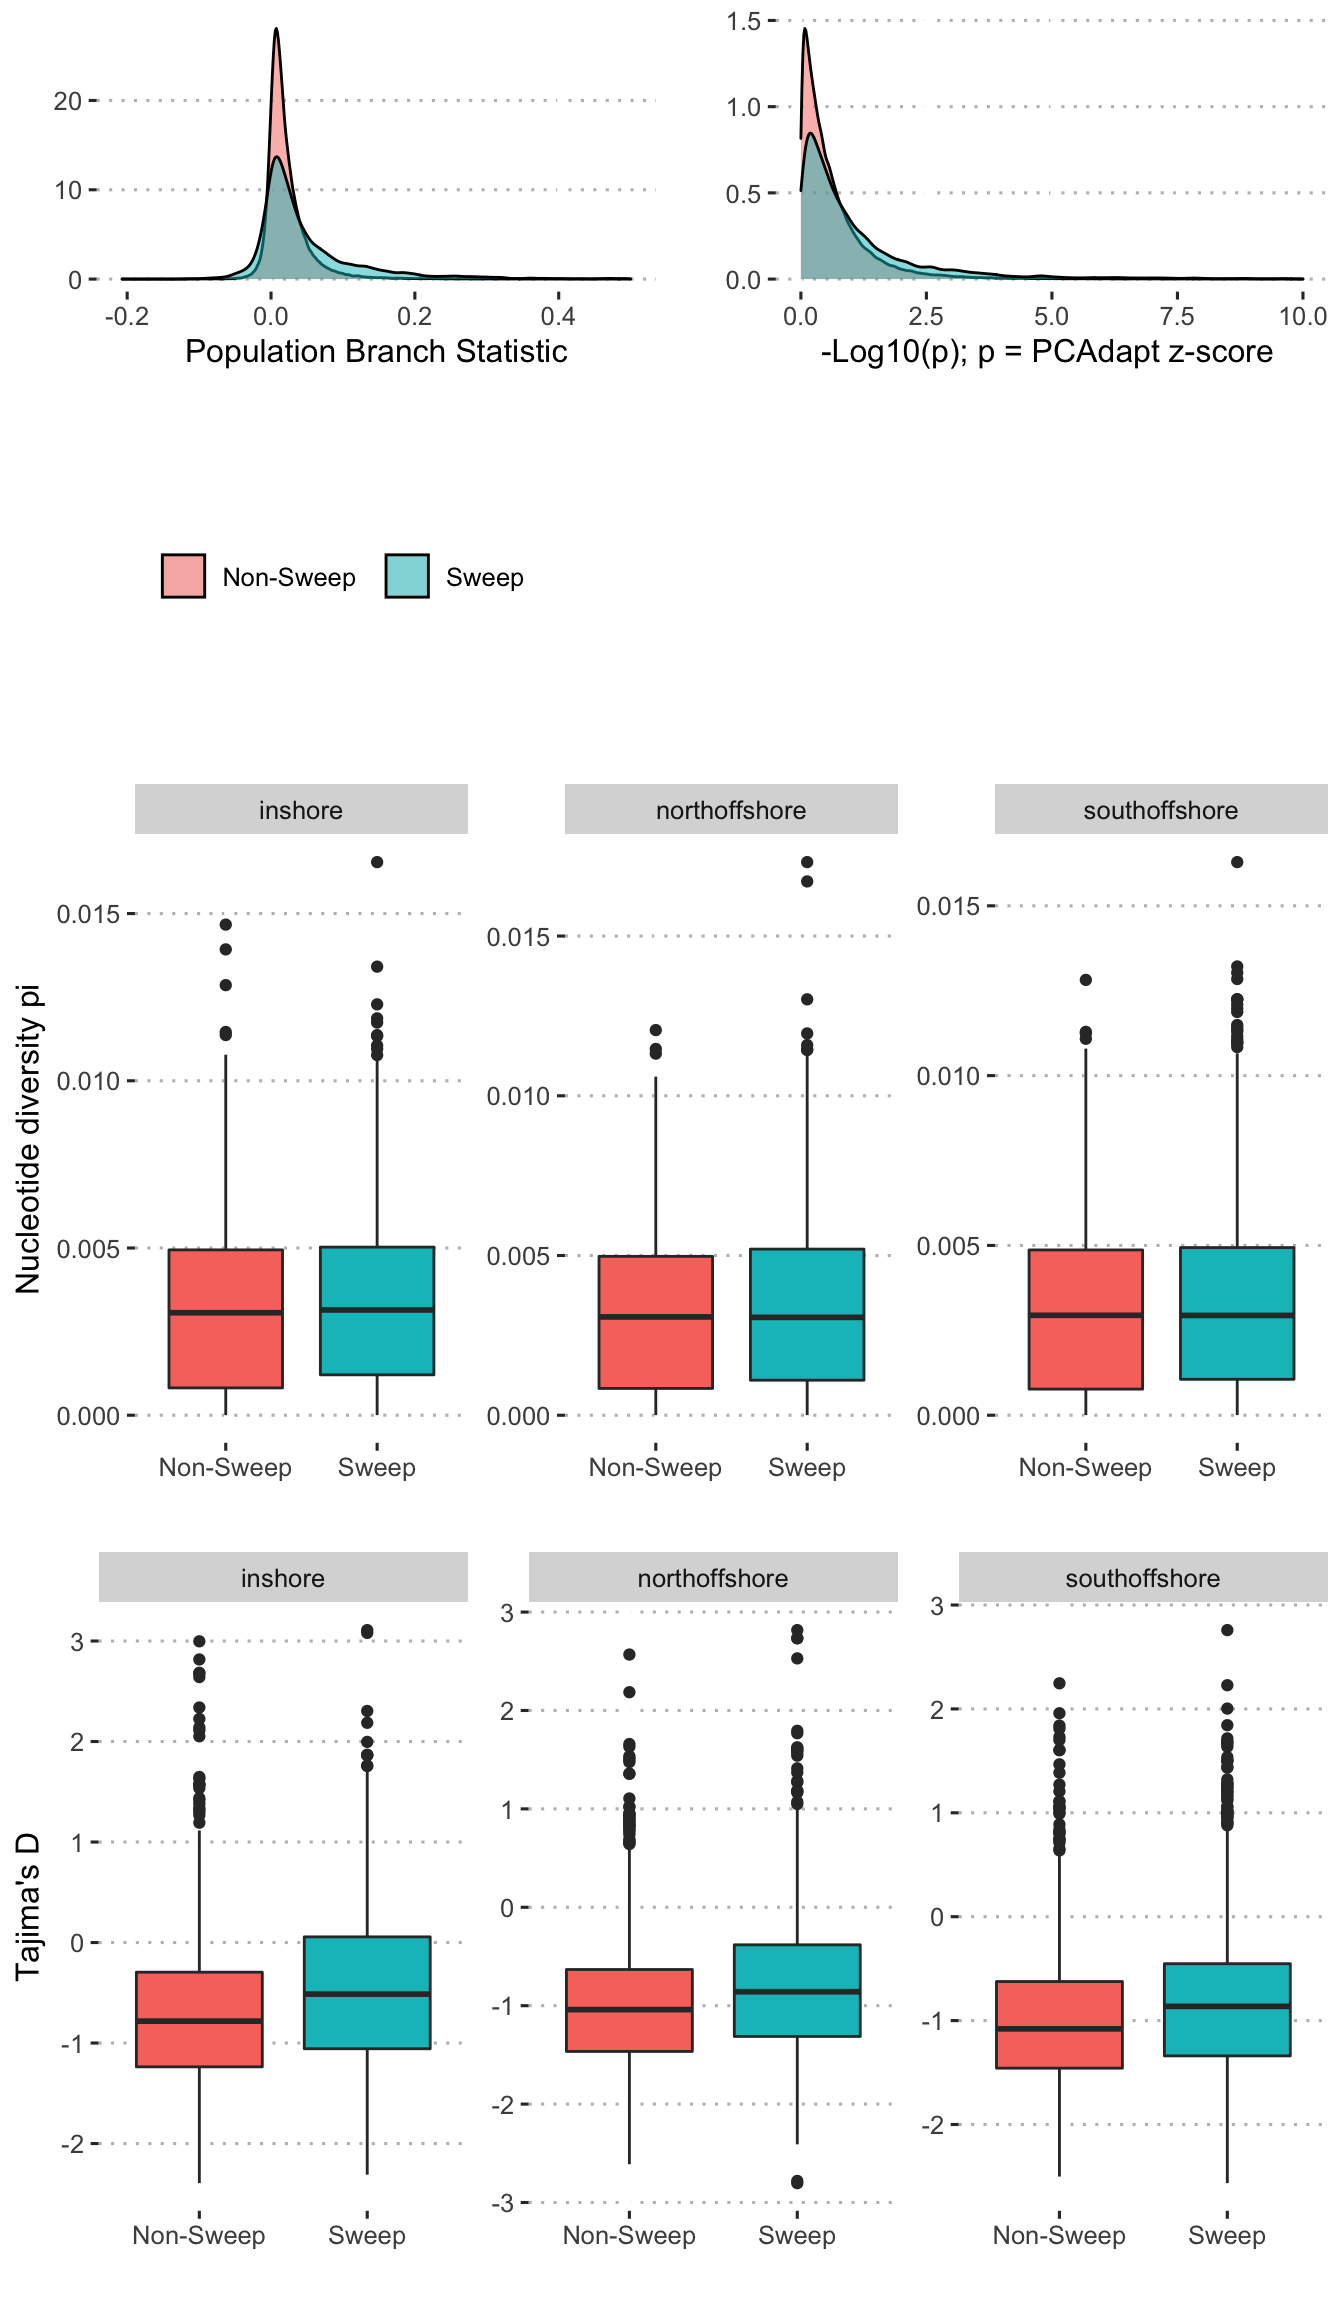 20
10
0
-0.2 0.0 0.2 0.4
Population Branch Statistic
1.5
1.0
0.5
0.0
0.0 2.5 5.0 7.5 10.0
-Log10(p); p = PCAdapt z-score
Non-Sweep Sweep
Nucleotide diversity pi
inshore
0.015
0.010
0.005
0.000
Non-Sweep Sweep
northoffshore
0.015
0.010
0.005
0.000
Non-Sweep Sweep
southoffshore
0.015
0.010
0.005
0.000
Non-Sweep Sweep
Tajima's D
inshore
3
2
1
0
-1
-2
Non-Sweep Sweep
northoffshore
3
2
1
0
-1
-2
-3
Non-Sweep Sweep
southoffshore
3
2
1
0
-1
-2
Non-Sweep Sweep